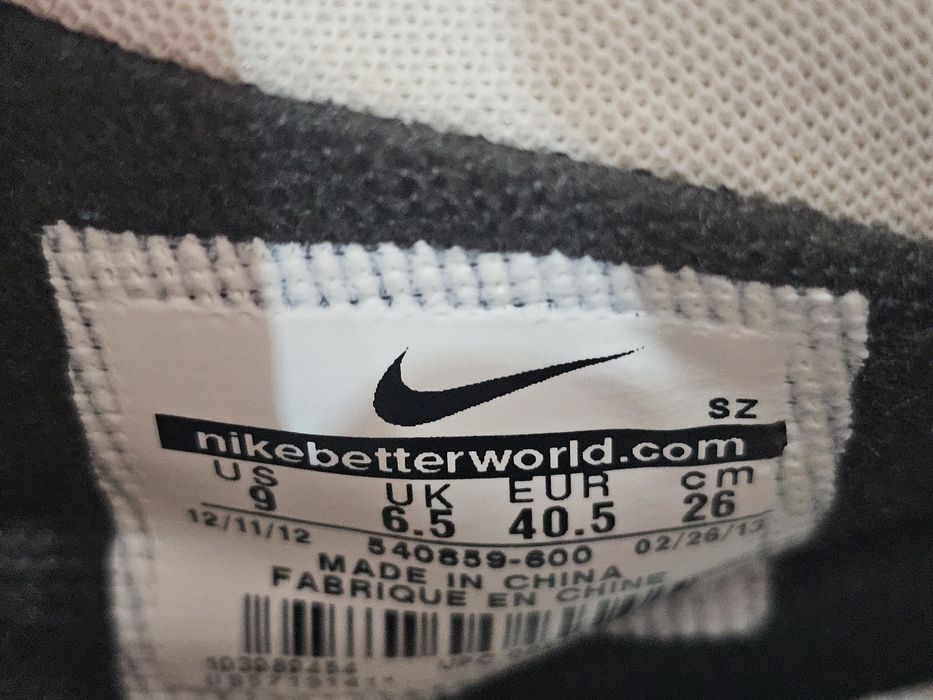 SZ
nikebetterworld.com
US UK EUR cm
9 6.5 40.5 26
12/11/12 540859-600 02/26/13
MADE IN CHINA
FABRIQUE EN CHINE